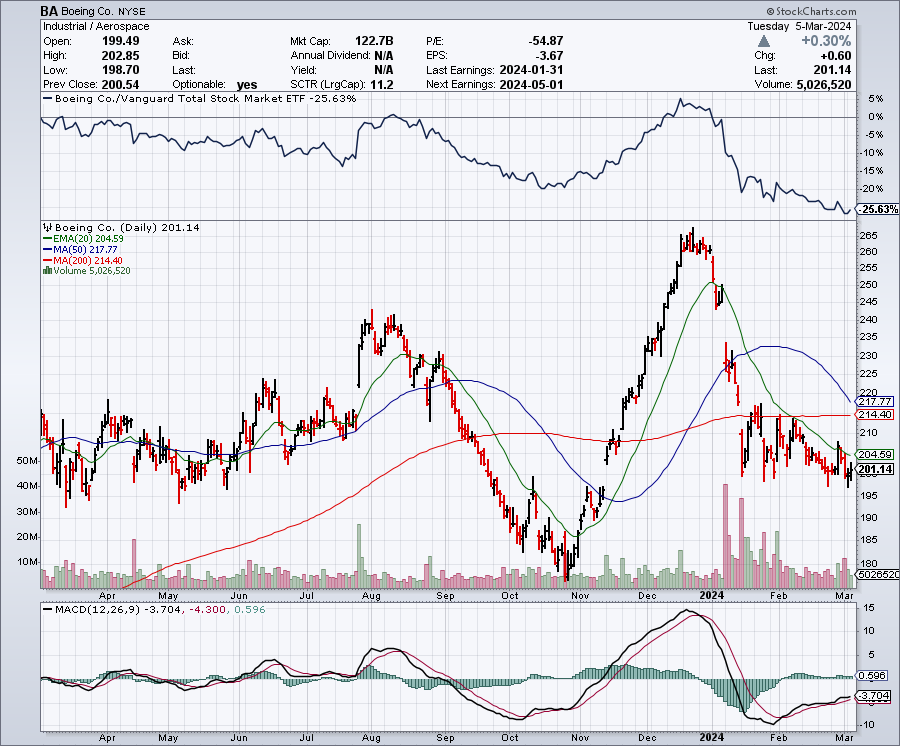 BA Boeing Co. NYSE © StockCharts.com
Industrial / Aerospace Tuesday 5-Mar-2024
Open: 199.49 Ask: Mkt Cap: 122.7B P/E: -54.87 +0.30%
High: 202.85 Bid: Annual Dividend: N/A EPS: -3.67 Chg: +0.60
Low: 198.70 Last: Yield: N/A Last Earnings: 2024-01-31 Last: 201.14
Prev Close: 200.54 Optionable: yes SCTR (LrgCap): 11.2 Next Earnings: 2024-05-01 Volume: 5,026,520
Boeing Co./Vanguard Total Stock Market ETF -25.63%
5%
0%
-5%
-10%
-15%
-20%
-25.63%
Boeing Co. (Daily) 201.14
EMA(20) 204.59
MA(50) 217.77
MA(200) 214.40
Volume 5,026,520
265
260
255
250
245
240
235
230
225
220
217.77
214.40
210
204.59
201.14
195
190
185
180
5026520
50M
40M
30M
20M
10M
Apr May Jun Jul Aug Sep Oct Nov Dec 2024 Feb Mar
MACD(12,26,9) -3.704, -4.300, 0.596
15
10
5
0.596
-3.704
-10
Apr May Jun Jul Aug Sep Oct Nov Dec 2024 Feb Mar